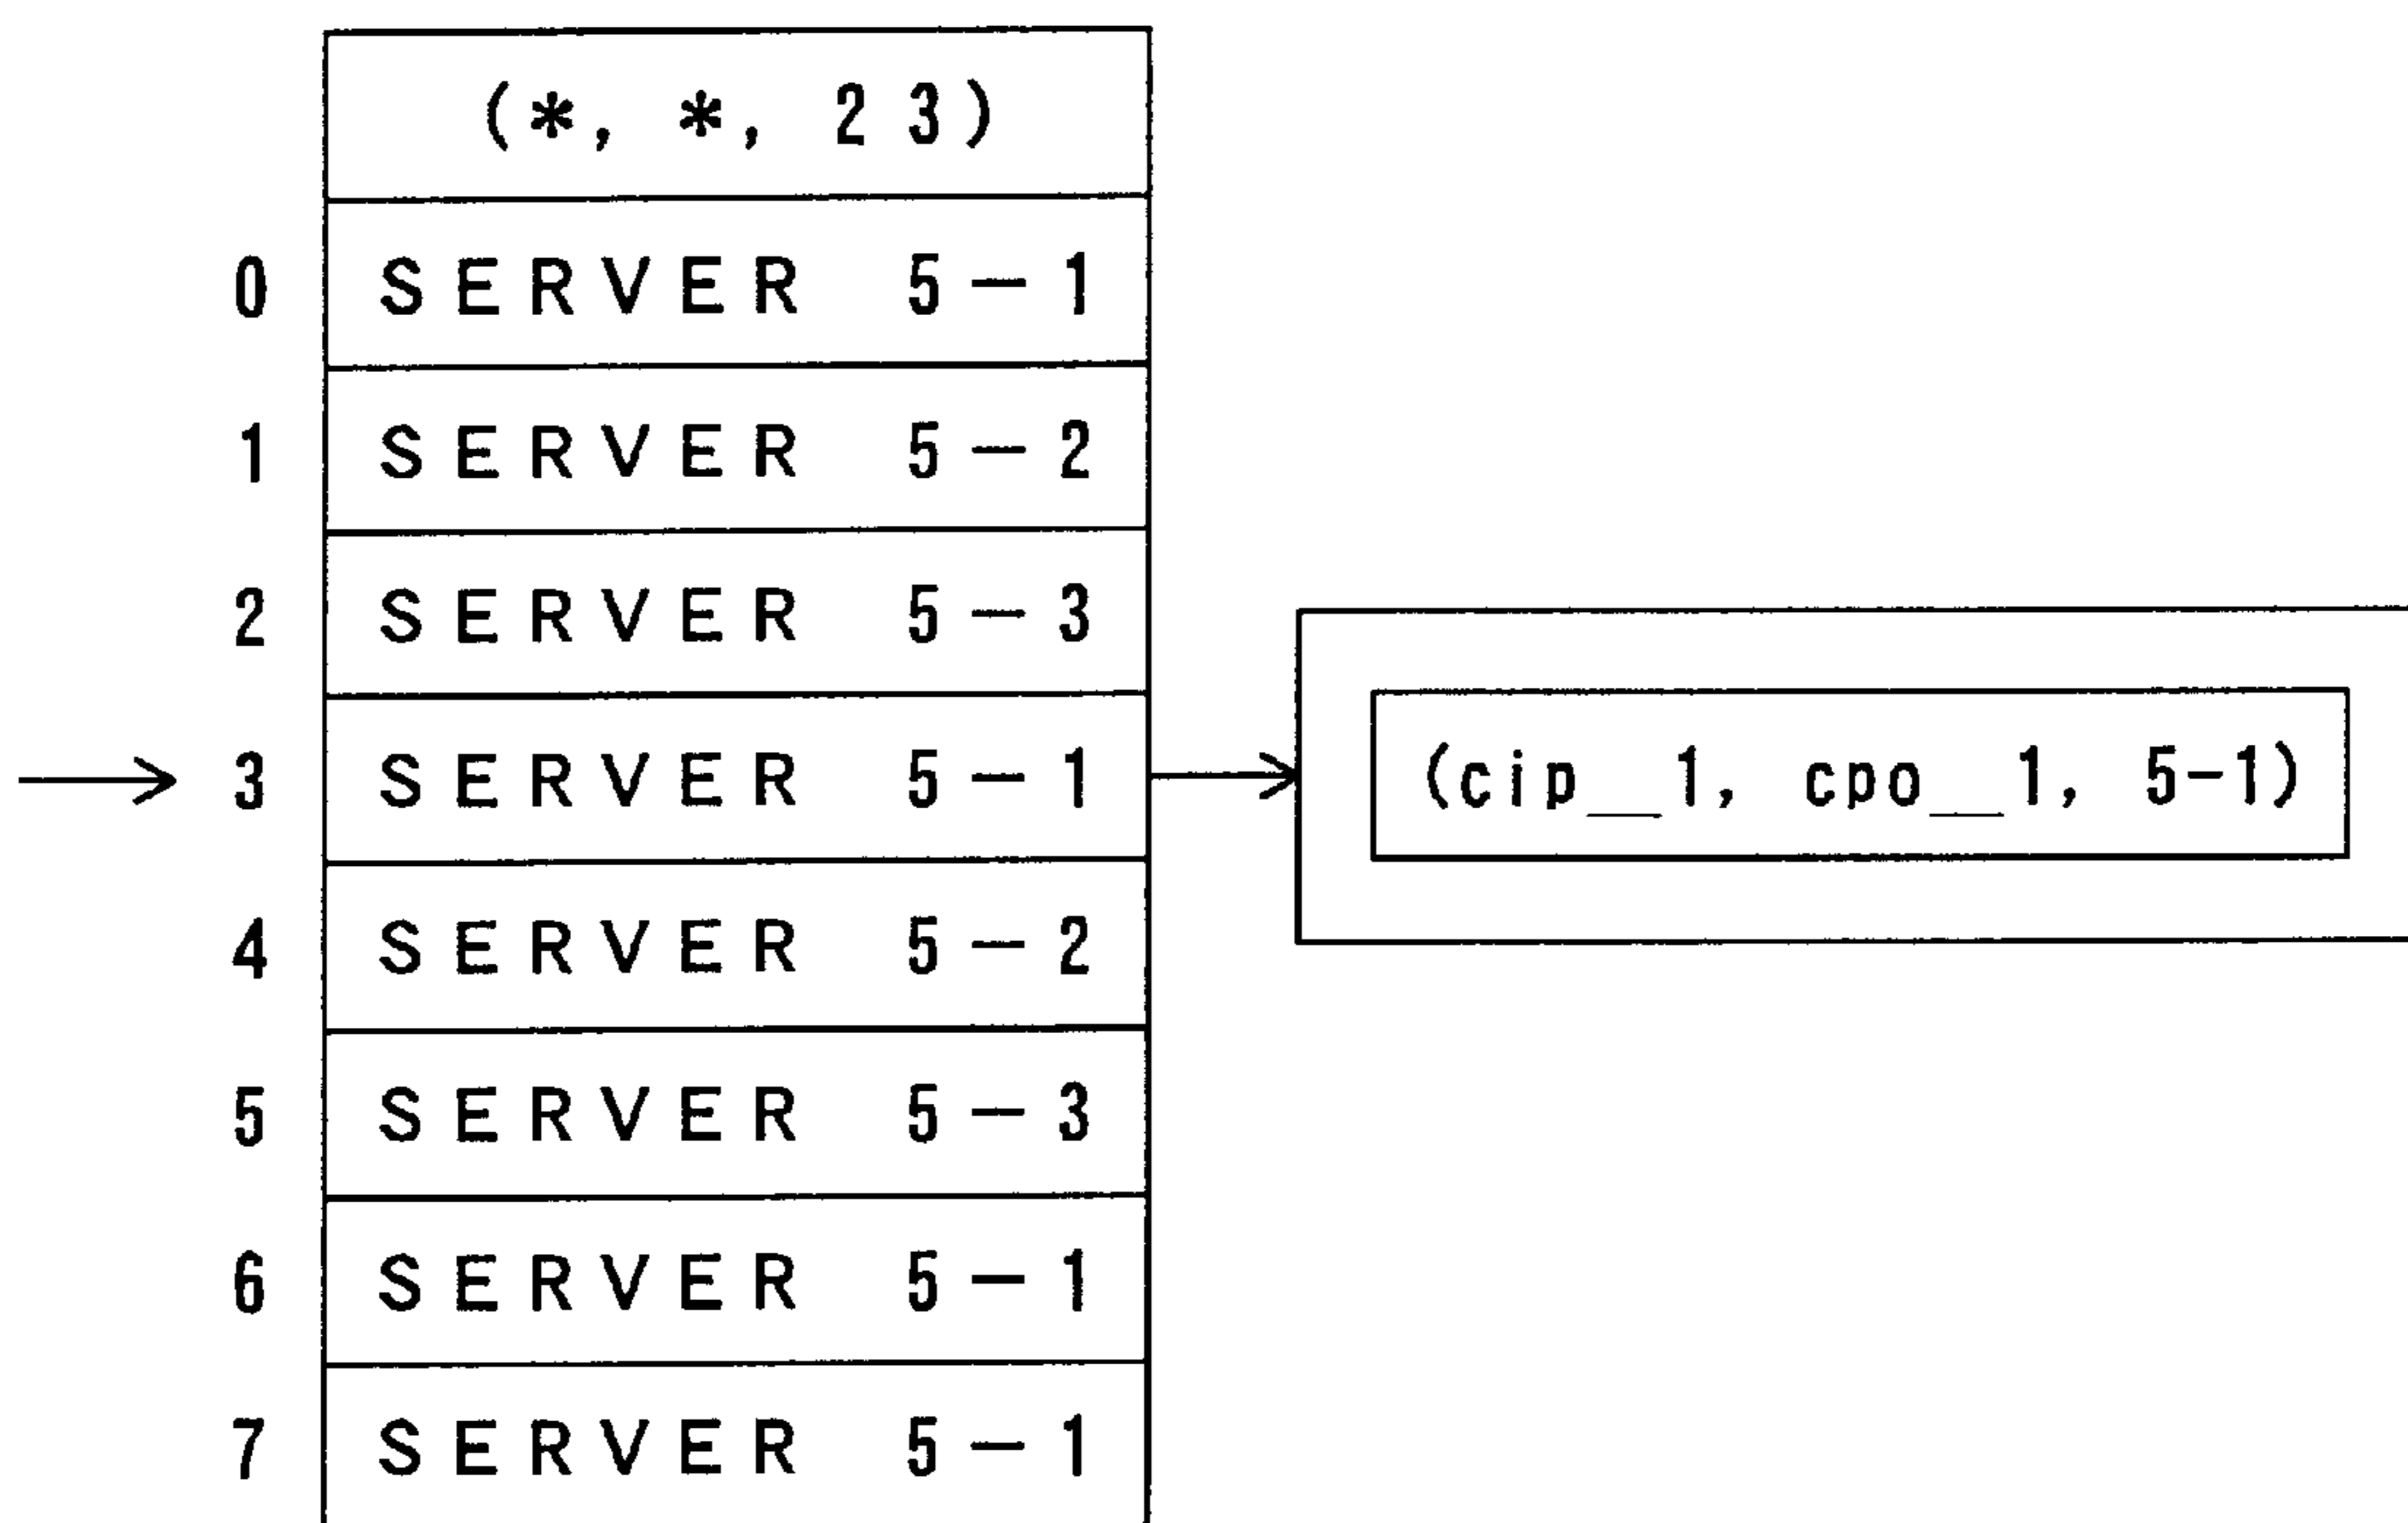 (*, *, 23)
0 SERVER 5-1
1 SERVER 5-2
2 SERVER 5-3
3 SERVER 5-1 (cip_1, cpo_1, 5-1)
4 SERVER 5-2
5 SERVER 5-3
6 SERVER 5-1
7 SERVER 5-1